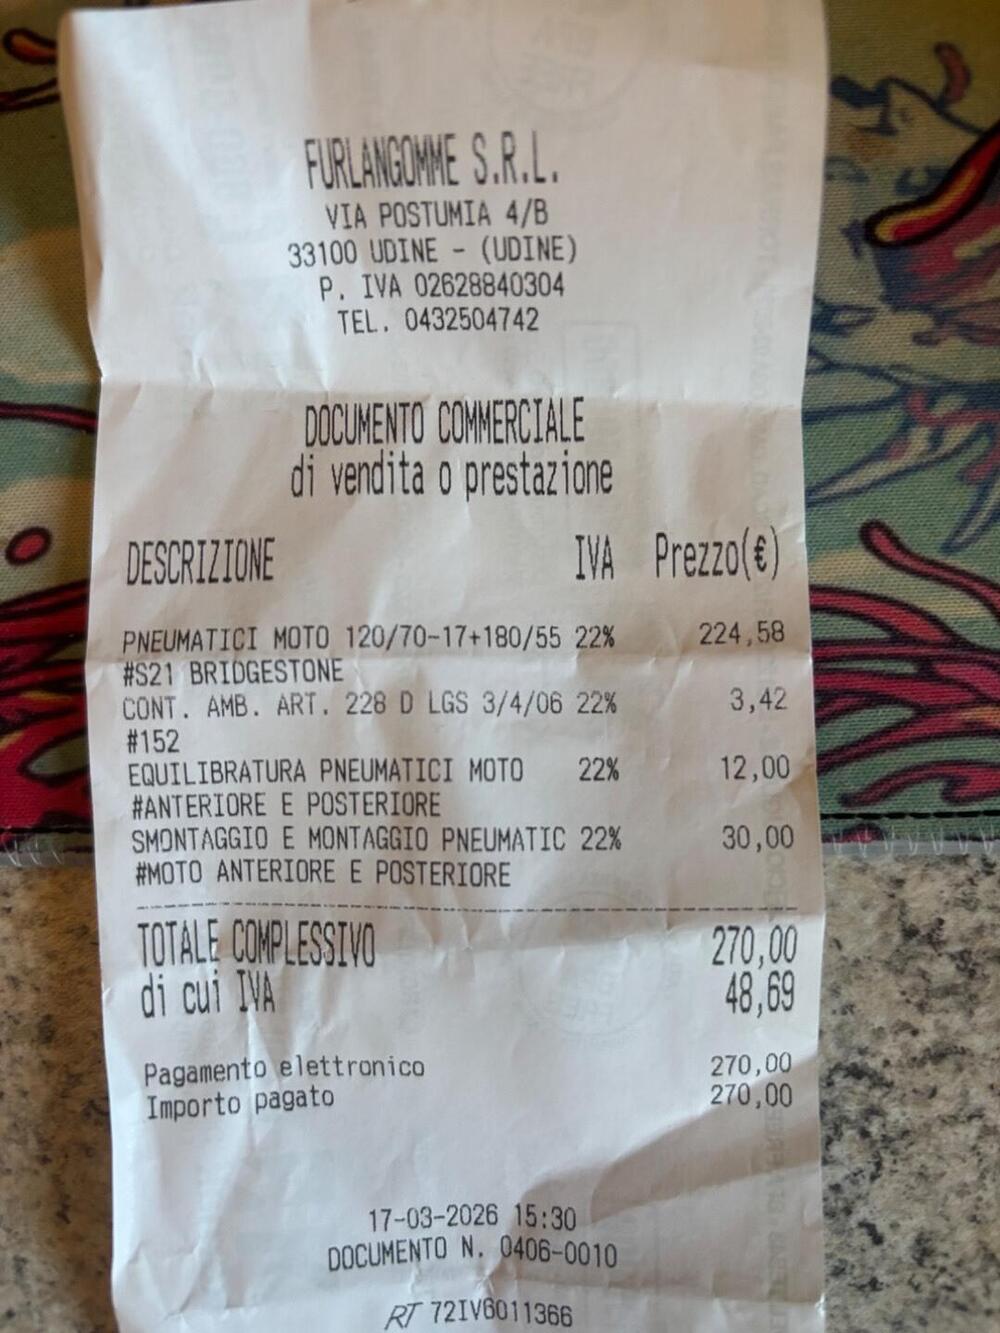 FURLANGOMME S.R.L.
VIA POSTUMIA 4/B
33100 UDINE - (UDINE)
P. IVA 02628840304
TEL. 0432504742
DOCUMENTO COMMERCIALE
di vendita o prestazione
DESCRIZIONE IVA Prezzo(€)
PNEUMATICI MOTO 120/70-17+180/55 22% 224,58
#S21 BRIDGESTONE
CONT. AMB. ART. 228 D LGS 3/4/06 22% 3,42
#152
EQUILIBRATURA PNEUMATICI MOTO 22% 12,00
#ANTERIORE E POSTERIORE
SMONTAGGIO E MONTAGGIO PNEUMATIC 22% 30,00
#MOTO ANTERIORE E POSTERIORE
TOTALE COMPLESSIVO 270,00
di cui IVA 48,69
Pagamento elettronico 270,00
Importo pagato 270,00
17-03-2026 15:30
DOCUMENTO N. 0406-0010
RT 72IV6011366